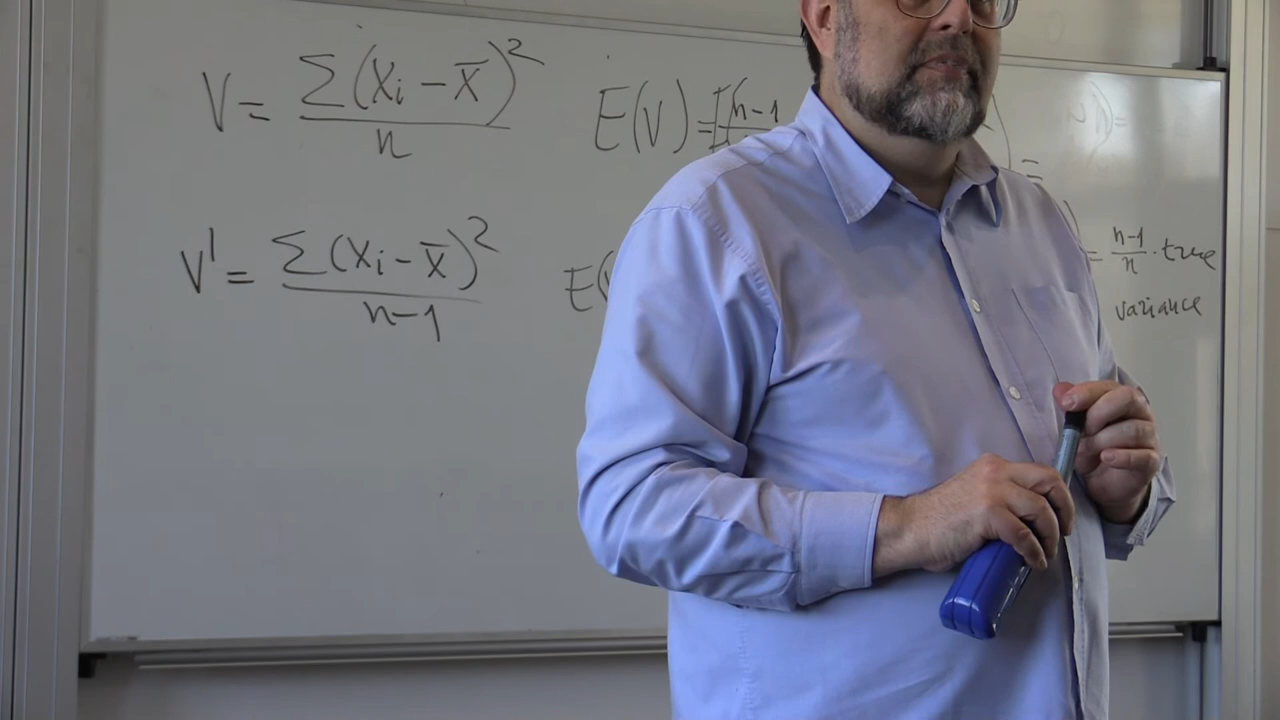 V = Σ(Xi − X̄)² / n
E(V) = E(n-1
=
V' = Σ(Xi − X̄)² / n-1
E(
= n-1 / n · true
variance